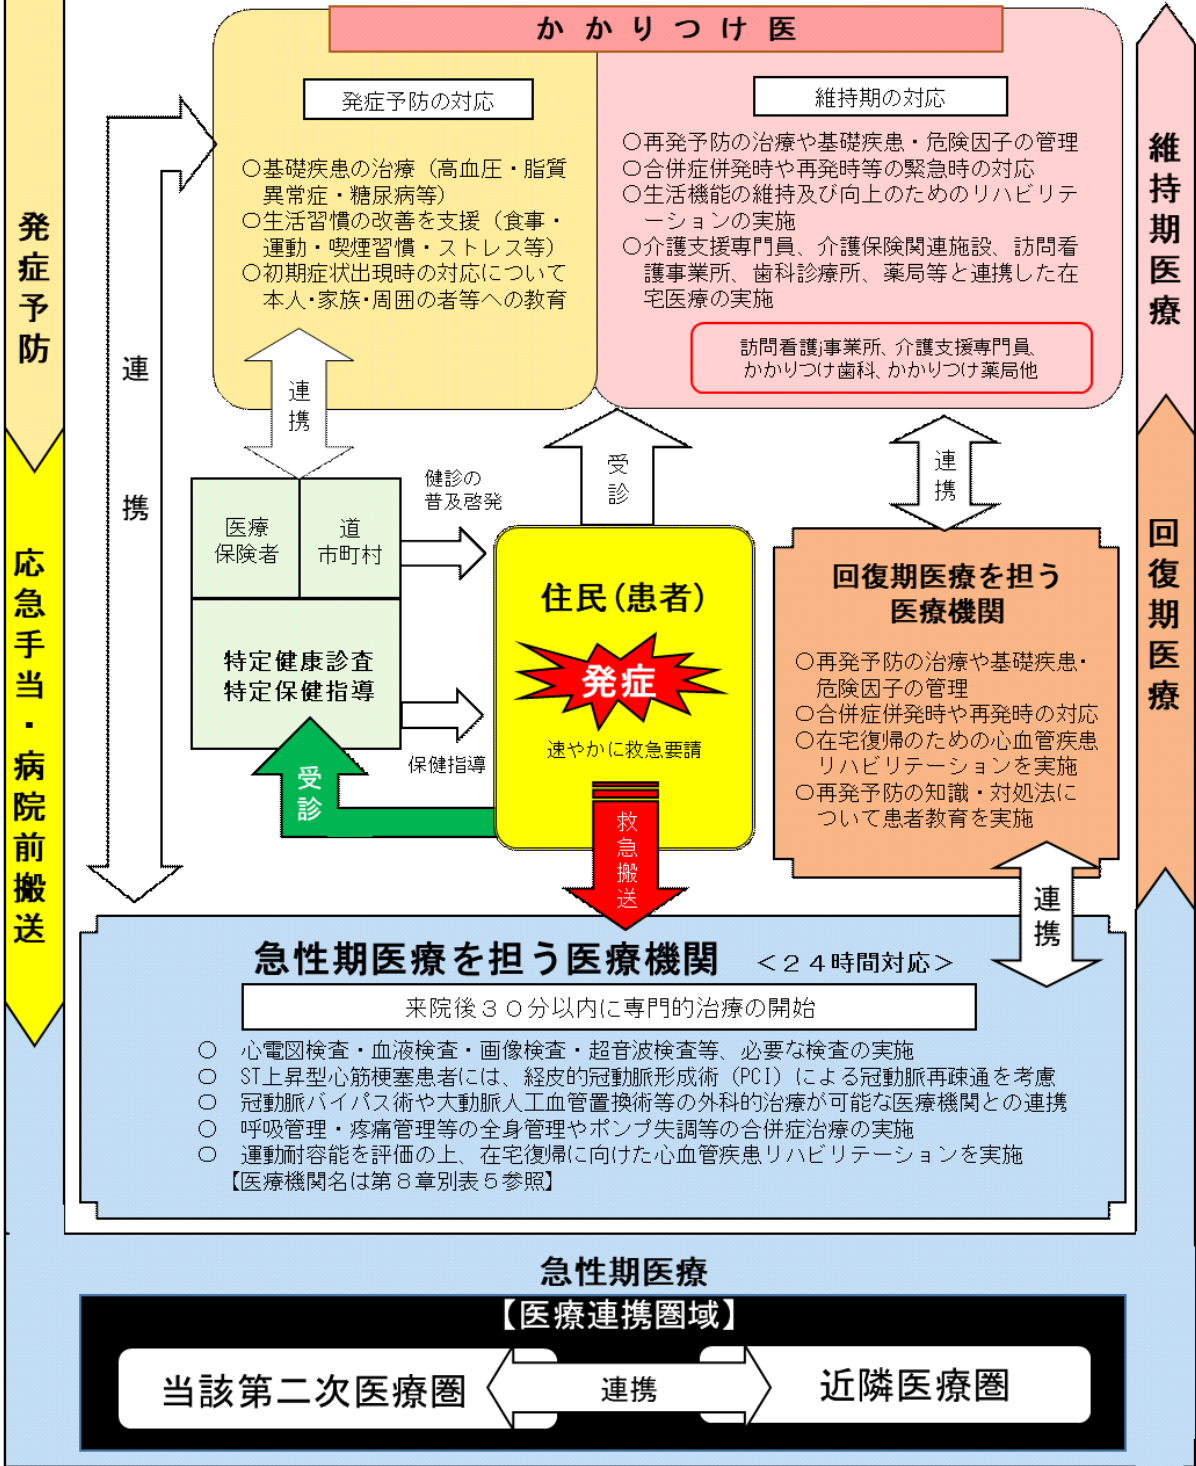 かかりつけ医
発症予防の対応
○基礎疾患の治療（高血圧・脂質
異常症・糖尿病等）
○生活習慣の改善を支援（食事・
運動・喫煙習慣・ストレス等）
○初期症状出現時の対応について
本人・家族・周囲の者等への教育
維持期の対応
○再発予防の治療や基礎疾患・危険因子の管理
○合併症併発時や再発時等の緊急時の対応
○生活機能の維持及び向上のためのリハビリテ
ーションの実施
○介護支援専門員、介護保険関連施設、訪問看
護事業所、歯科診療所、薬局等と連携した在
宅医療の実施
訪問看護j事業所、介護支援専門員、
かかりつけ歯科、かかりつけ薬局他
発症予防
応急手当・病院前搬送
維持期医療
回復期医療
連携
連携
受診
連携
医療
保険者
道
市町村
健診の
普及啓発
特定健康診査
特定保健指導
保健指導
受診
住民(患者)
発症
速やかに救急要請
救急搬送
回復期医療を担う
医療機関
○再発予防の治療や基礎疾患・
危険因子の管理
○合併症併発時や再発時の対応
○在宅復帰のための心血管疾患
リハビリテーションを実施
○再発予防の知識・対処法に
ついて患者教育を実施
連携
急性期医療を担う医療機関 ＜２４時間対応＞
来院後３０分以内に専門的治療の開始
○ 心電図検査・血液検査・画像検査・超音波検査等、必要な検査の実施
○ ST上昇型心筋梗塞患者には、経皮的冠動脈形成術（PCI）による冠動脈再疎通を考慮
○ 冠動脈バイパス術や大動脈人工血管置換術等の外科的治療が可能な医療機関との連携
○ 呼吸管理・疼痛管理等の全身管理やポンプ失調等の合併症治療の実施
○ 運動耐容能を評価の上、在宅復帰に向けた心血管疾患リハビリテーションを実施
【医療機関名は第８章別表５参照】
急性期医療
【医療連携圏域】
当該第二次医療圏
連携
近隣医療圏